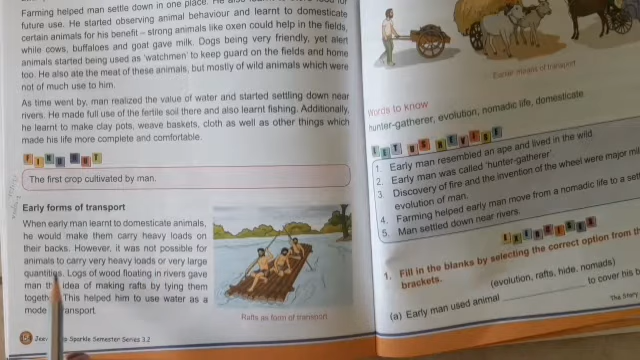 Farming helped man settle down in one place. He also
future use. He started observing animal behaviour and learnt to domesticate
certain animals for his benefit – strong animals like oxen could help in the fields,
while cows, buffaloes and goat gave milk. Dogs being very friendly, yet alert
animals started being used as 'watchmen' to keep guard on the fields and home
too. He also ate the meat of these animals, but mostly of wild animals which were
not of much use to him.
As time went by, man realized the value of water and started settling down near
rivers. He made full use of the fertile soil there and also learnt fishing. Additionally,
he learnt to make clay pots, weave baskets, cloth as well as other things which
made his life more complete and comfortable.
FIND OUT
The first crop cultivated by man.
Early forms of transport
When early man learnt to domesticate animals,
he would make them carry heavy loads on
their backs. However, it was not possible for
animals to carry very heavy loads or very large
quantities. Logs of wood floating in rivers gave
man the idea of making rafts by tying them
This helped him to use water as a
mode transport
Rafts as form of transport
Sparkle Semester Series 3.2
Earlier means of transport
Words to know
hunter-gatherer, evolution, nomadic life, domesticate
LET US REVISE
1. Early man resembled an ape and lived in the wild.
2. Early man was called 'hunter-gatherer'.
3. Discovery of fire and the invention of the wheel were major
evolution of man.
4. Farming helped early man move from a nomadic life to a
5. Man settled down near rivers.
EXERCISES
1. Fill in the blanks by selecting the correct option from
brackets.
(evolution, rafts, hide, nomads)
(a) Early man used animal ____________ to cover his
The Story